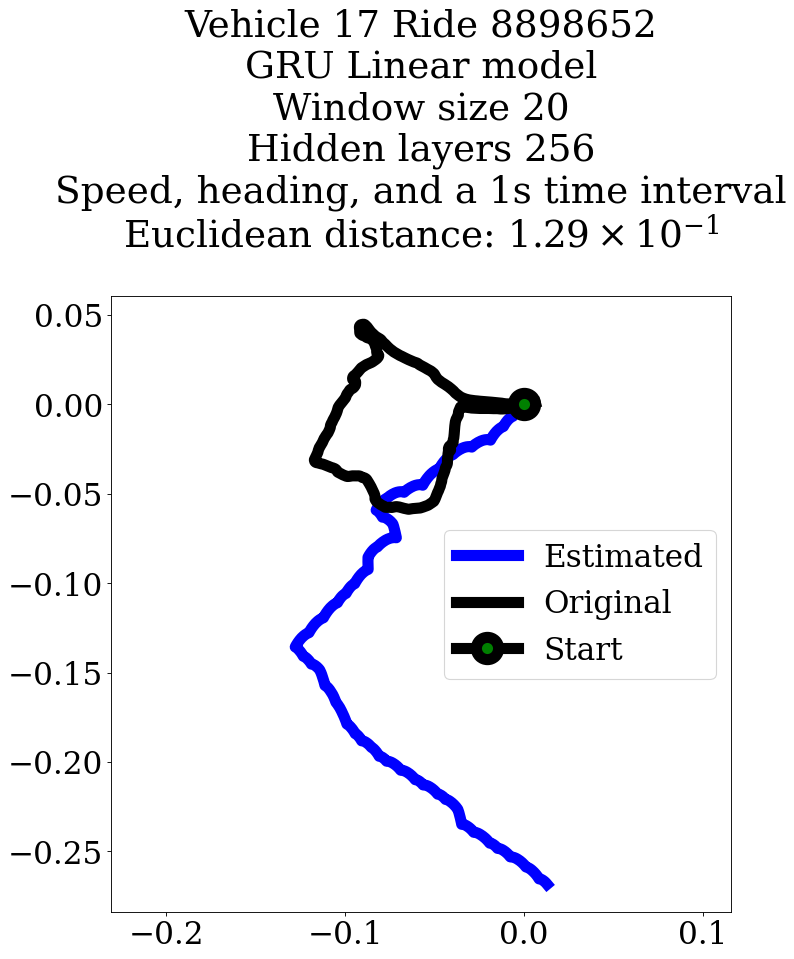 Vehicle 17 Ride 8898652
GRU Linear model
Window size 20
Hidden layers 256
Speed, heading, and a 1s time interval
Euclidean distance: 1.29 × 10⁻¹
0.05
0.00
−0.05
−0.10
−0.15
−0.20
−0.25
Estimated
Original
Start
−0.2
−0.1
0.0
0.1